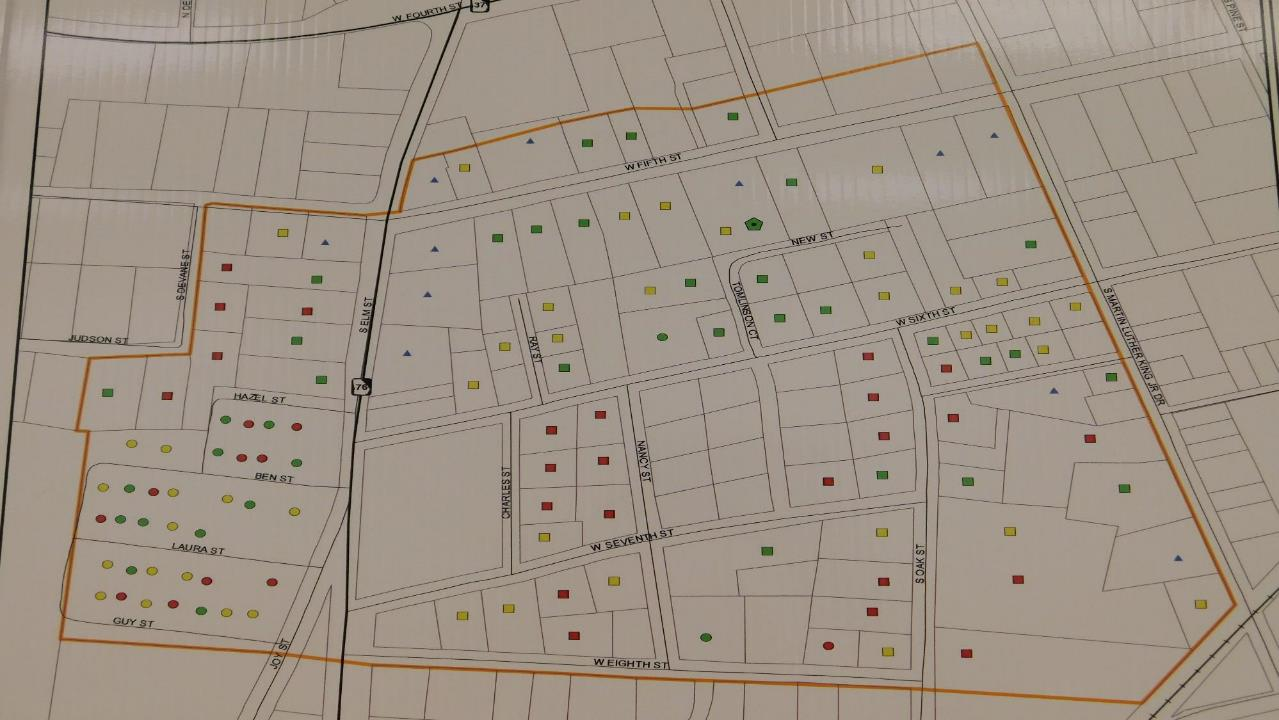 W FOURTH ST
37
S PINE ST
W FIFTH ST
S DEVANE ST
NEW ST
S ELM ST
TOMLINSON CT
S MARTIN LUTHER KING JR DR
W SIXTH ST
JUDSON ST
RAY ST
76
HAZEL ST
NANCY ST
BEN ST
CHARLES ST
LAURA ST
W SEVENTH ST
S OAK ST
GUY ST
JOY ST
W EIGHTH ST